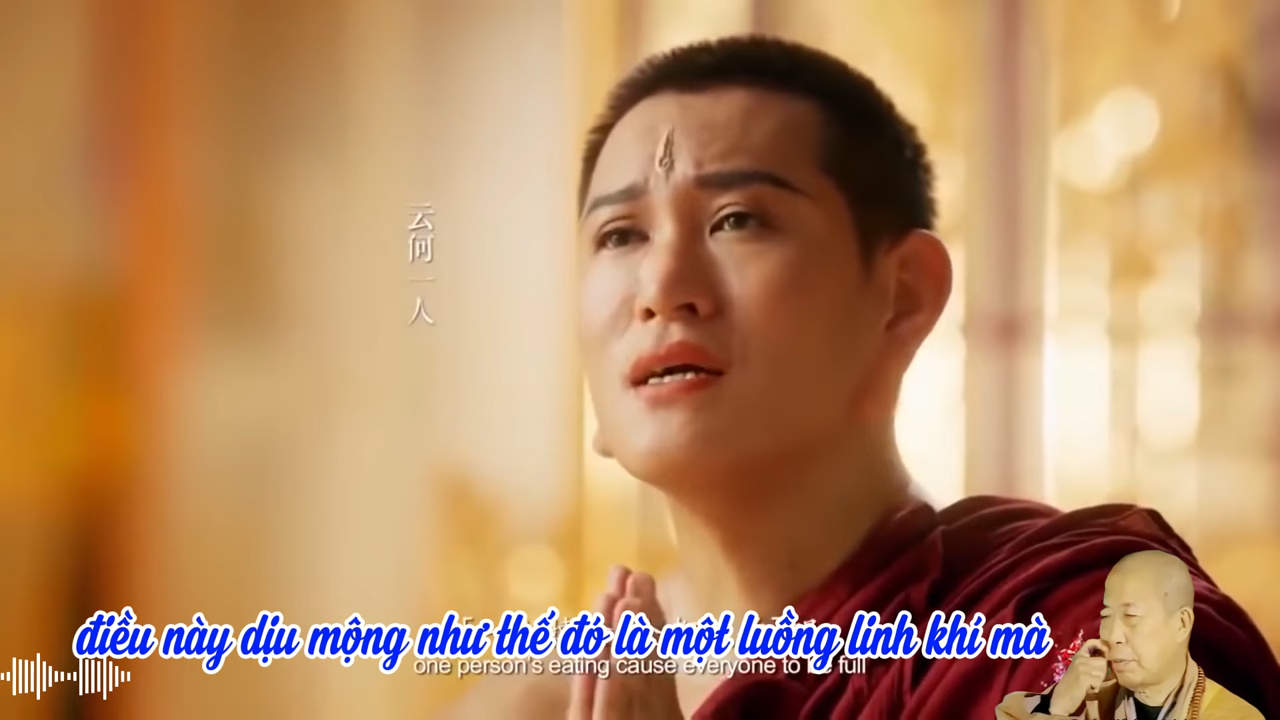 云何一人
điều này dịu mộng như thế đó là một luồng linh khí mà
one person's eating cause everyone to be full